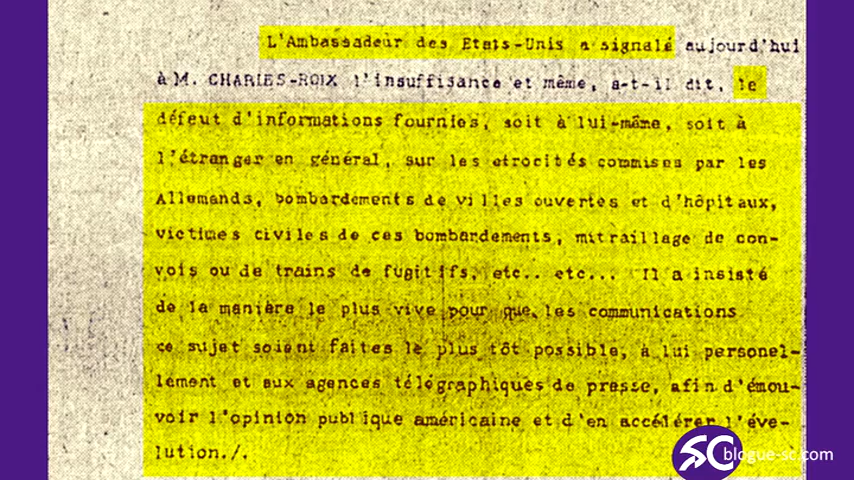 L'Ambassadeur des Etats-Unis a signalé aujourd'hui
à M. CHARLES-ROIX l'insuffisance et même, a-t-il dit, le
défeut d'informations fournies, soit à lui-même, soit à
l'étranger en général, sur les atrocités commises par les
Allemands, bombardements de villes ouvertes et d'hôpitaux,
victimes civiles de ces bombardements, mitraillage de con-
vois ou de trains de fugitifs, etc.. etc... Il a insisté
de la manière le plus vive pour que, les communications
ce sujet soient faites le plus tôt possible, à lui personel-
lement et aux agences télégraphiques de presse, afin d'émou-
voir l'opinion publique américaine et d'en accélérer l'éve-
lution./.
SC blogue-sc.com